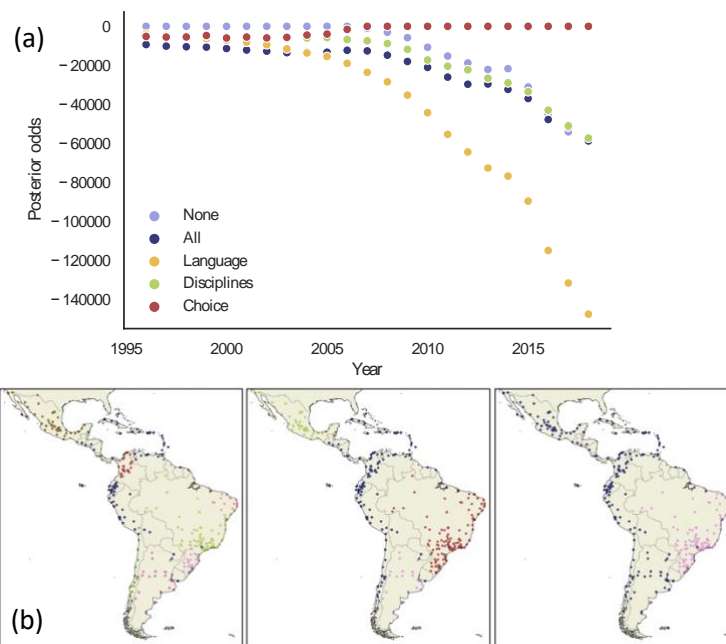 (a)
0
− 20000
− 40000
− 60000
− 80000
− 100000
− 120000
− 140000
Posterior odds
None
All
Language
Disciplines
Choice
1995
2000
2005
2010
2015
Year
(b)